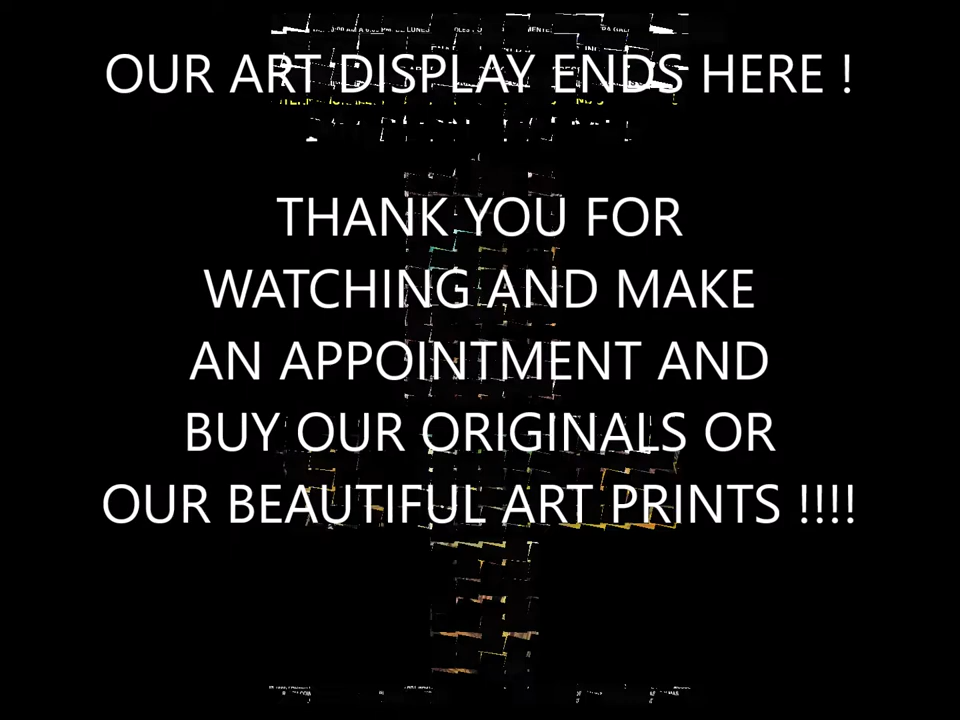 OUR ART DISPLAY ENDS HERE !
THANK YOU FOR
WATCHING AND MAKE
AN APPOINTMENT AND
BUY OUR ORIGINALS OR
OUR BEAUTIFUL ART PRINTS !!!!